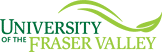 UNIVERSITY
OF THE FRASER VALLEY